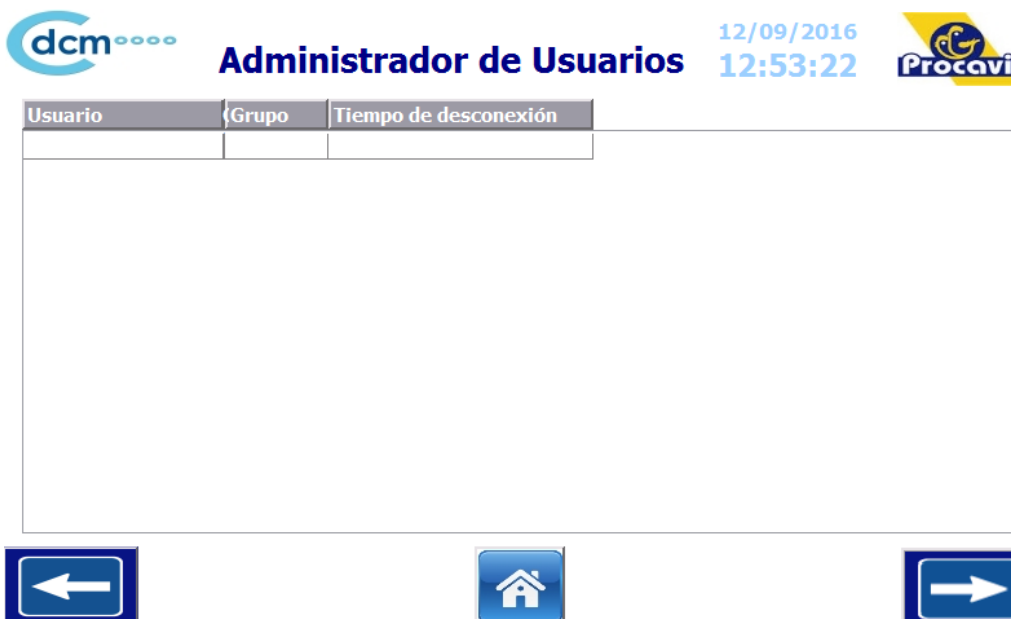 dcm
Administrador de Usuarios
12/09/2016
12:53:22
Procavi
Usuario
Grupo
Tiempo de desconexión